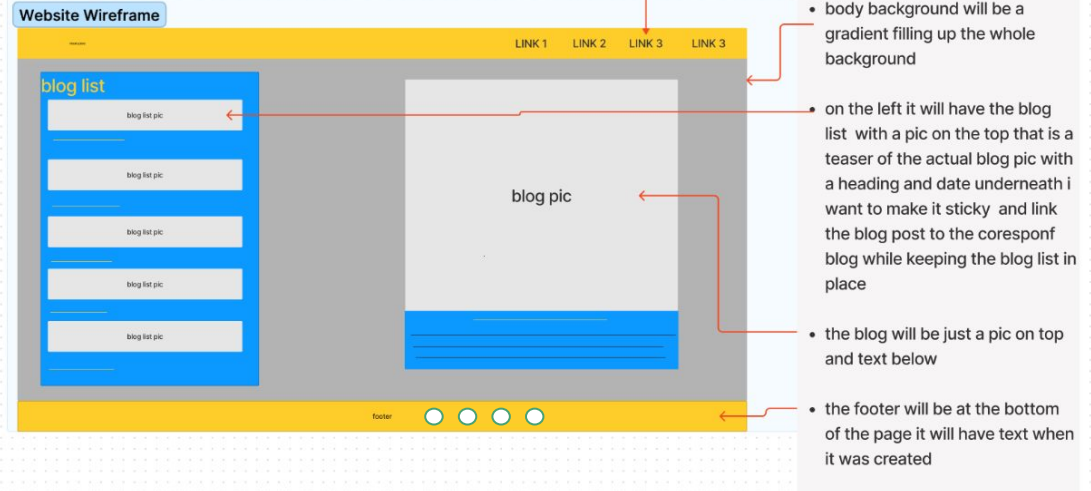 Website Wireframe
LINK 1 LINK 2 LINK 3 LINK 3
blog list
blog list pic
blog list pic
blog list pic
blog list pic
blog list pic
blog pic
footer
body background will be a
gradient filling up the whole
background
on the left it will have the blog
list with a pic on the top that is a
teaser of the actual blog pic with
a heading and date underneath i
want to make it sticky and link
the blog post to the coresponf
blog while keeping the blog list in
place
the blog will be just a pic on top
and text below
the footer will be at the bottom
of the page it will have text when
it was created